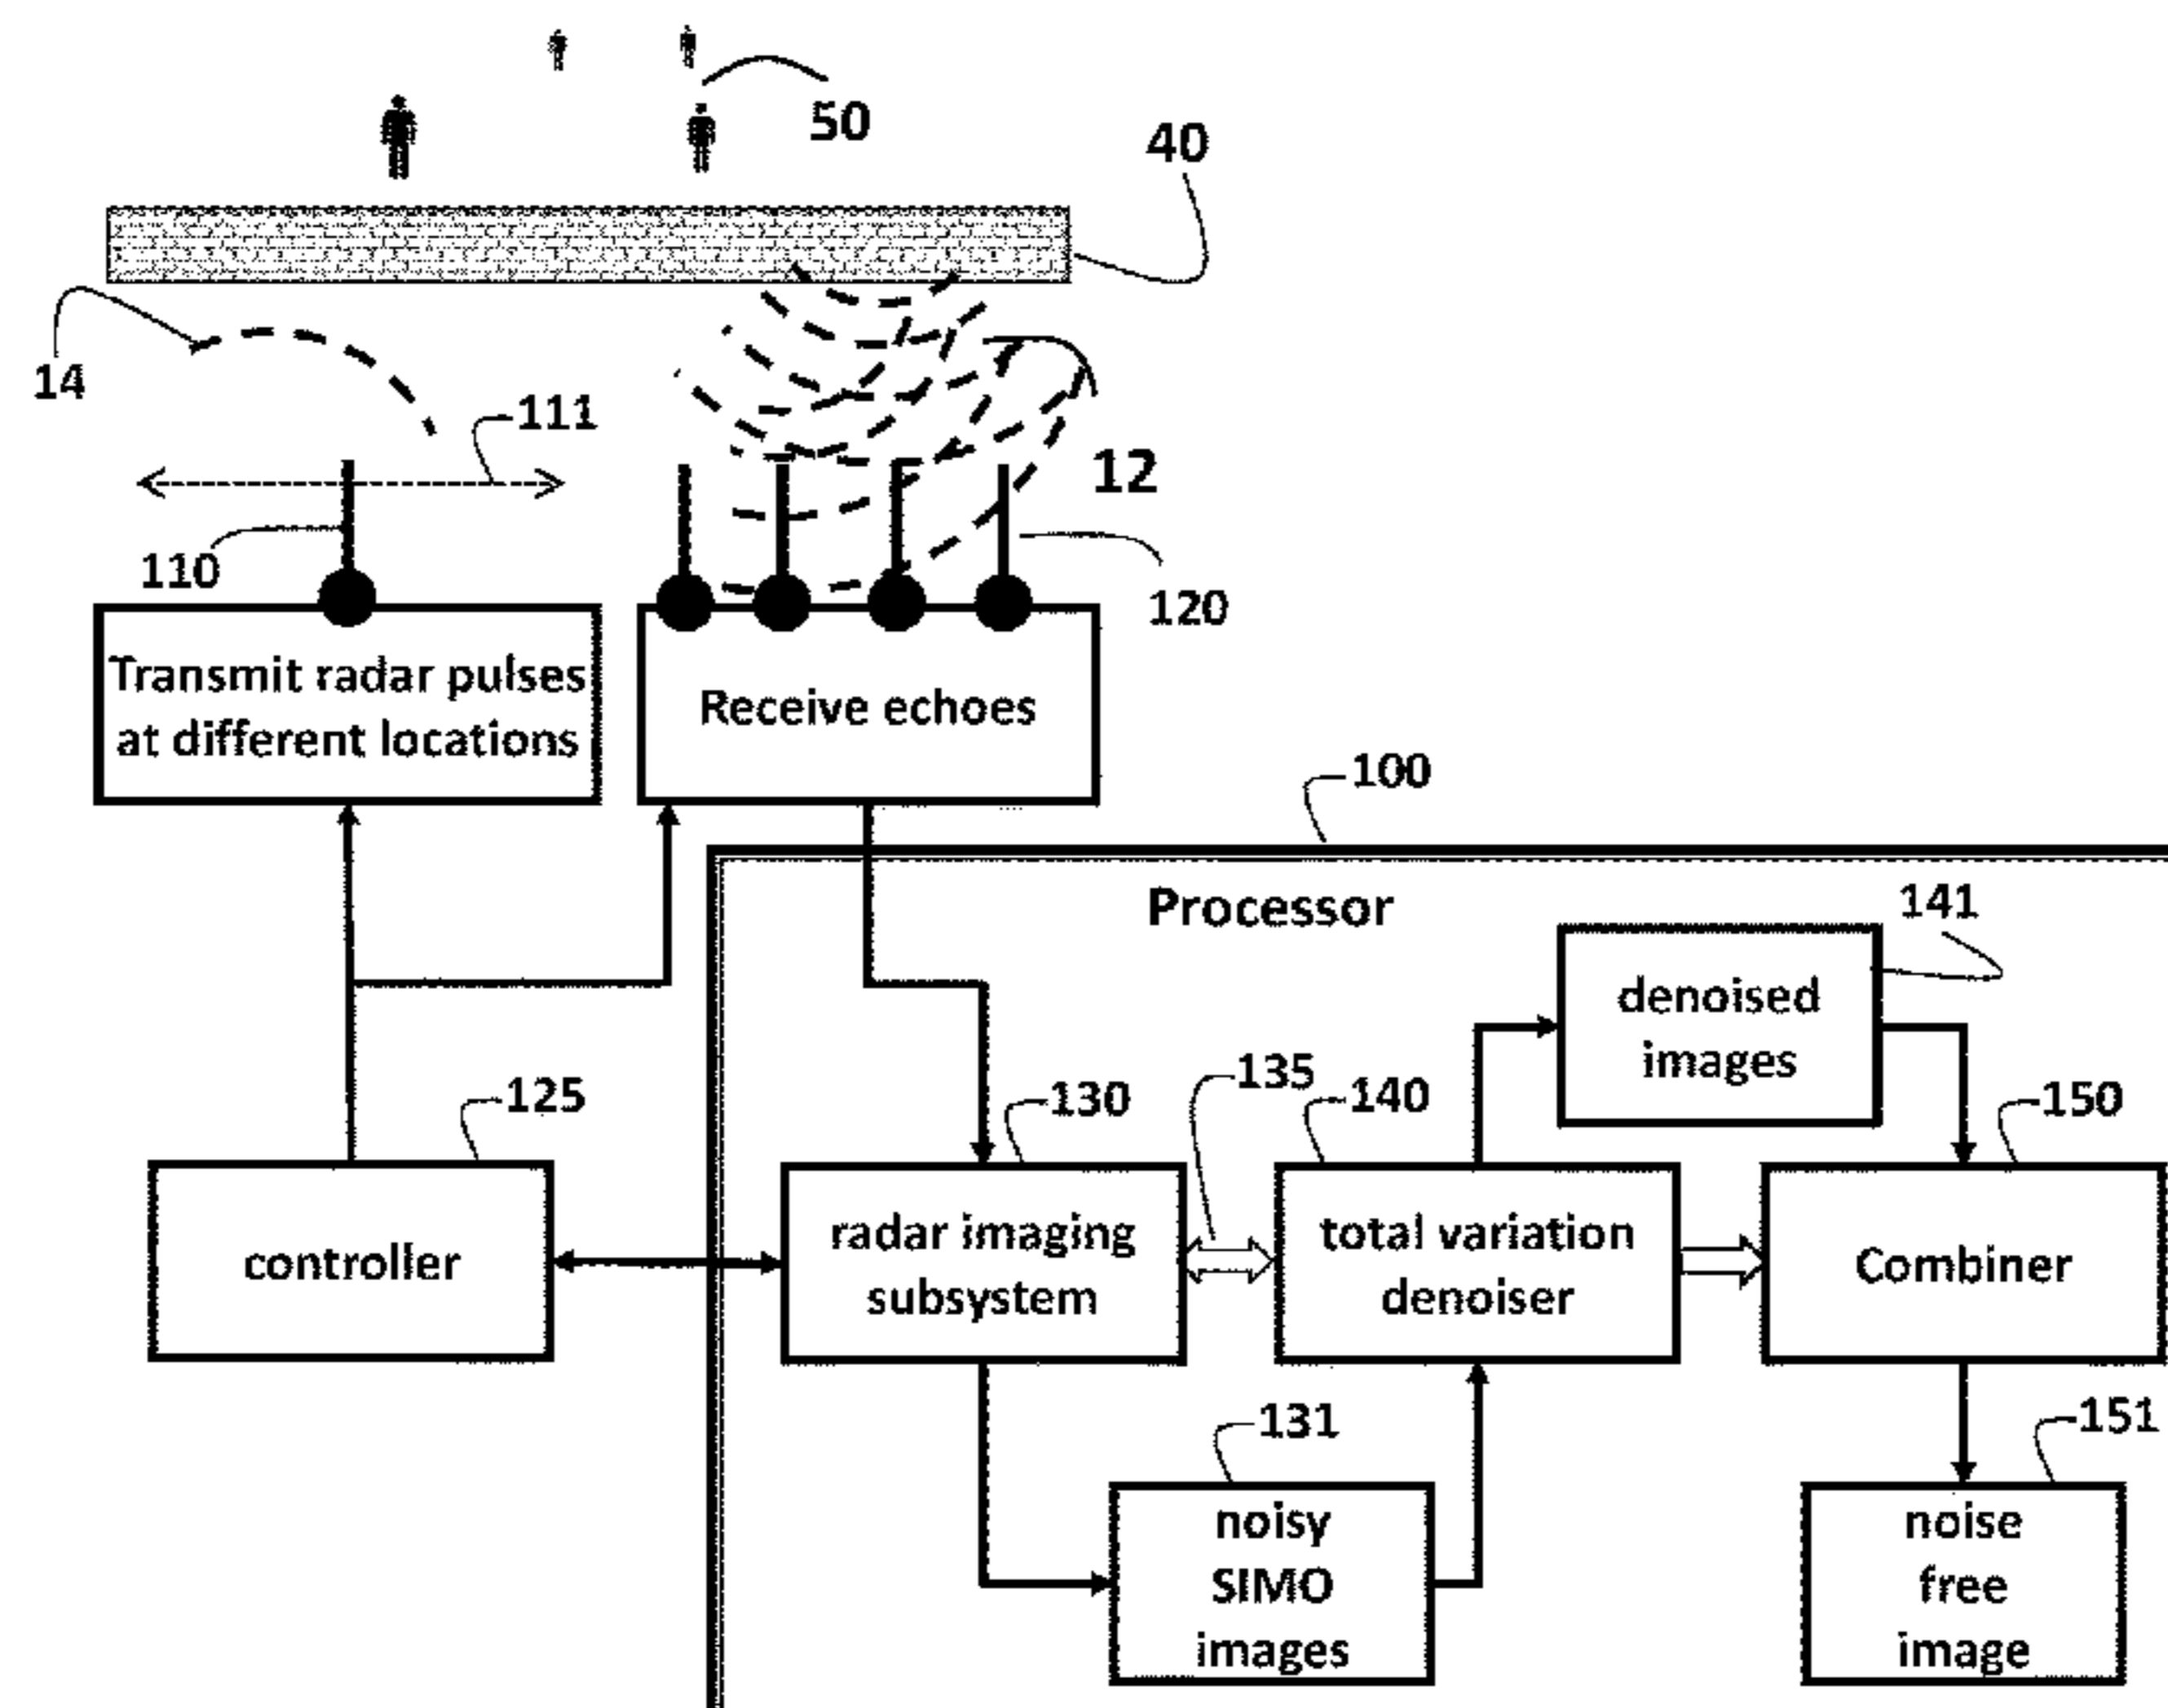 50
40
14
111
12
110
120
Transmit radar pulses
at different locations
Receive echoes
100
Processor
141
denoised
images
125
130
135
140
150
controller
radar imaging
subsystem
total variation
denoiser
Combiner
131
151
noisy
SIMO
images
noise
free
image